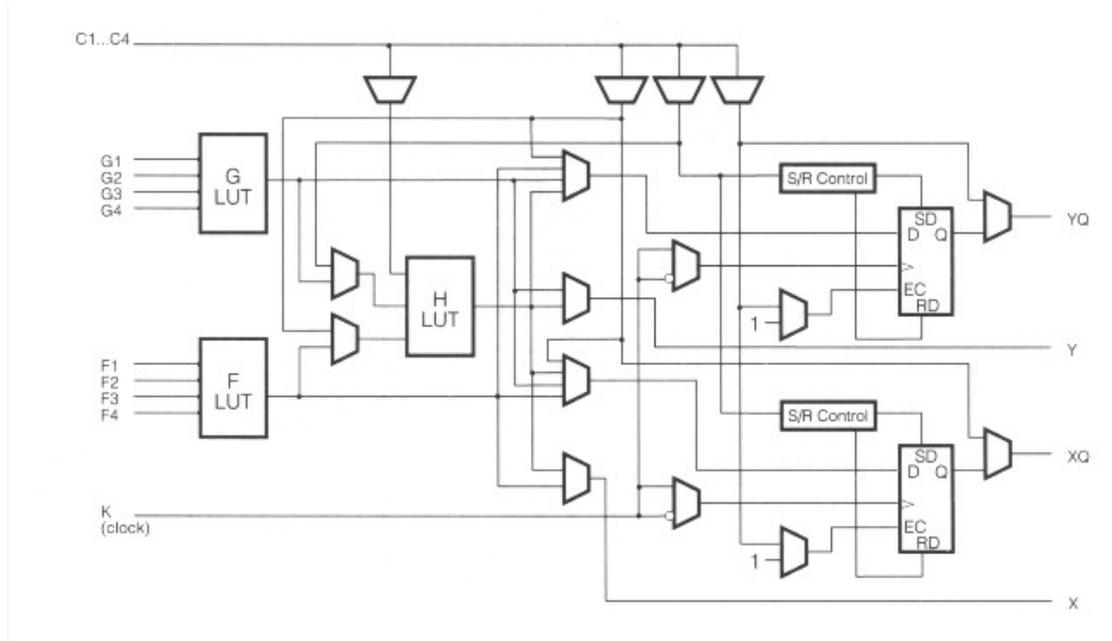 C1...C4
G1
G2
G3
G4
G
LUT
S/R Control
SD
D Q
EC
RD
YQ
1
H
LUT
Y
F1
F2
F3
F4
F
LUT
S/R Control
SD
D Q
EC
RD
XQ
K
(clock)
1
X